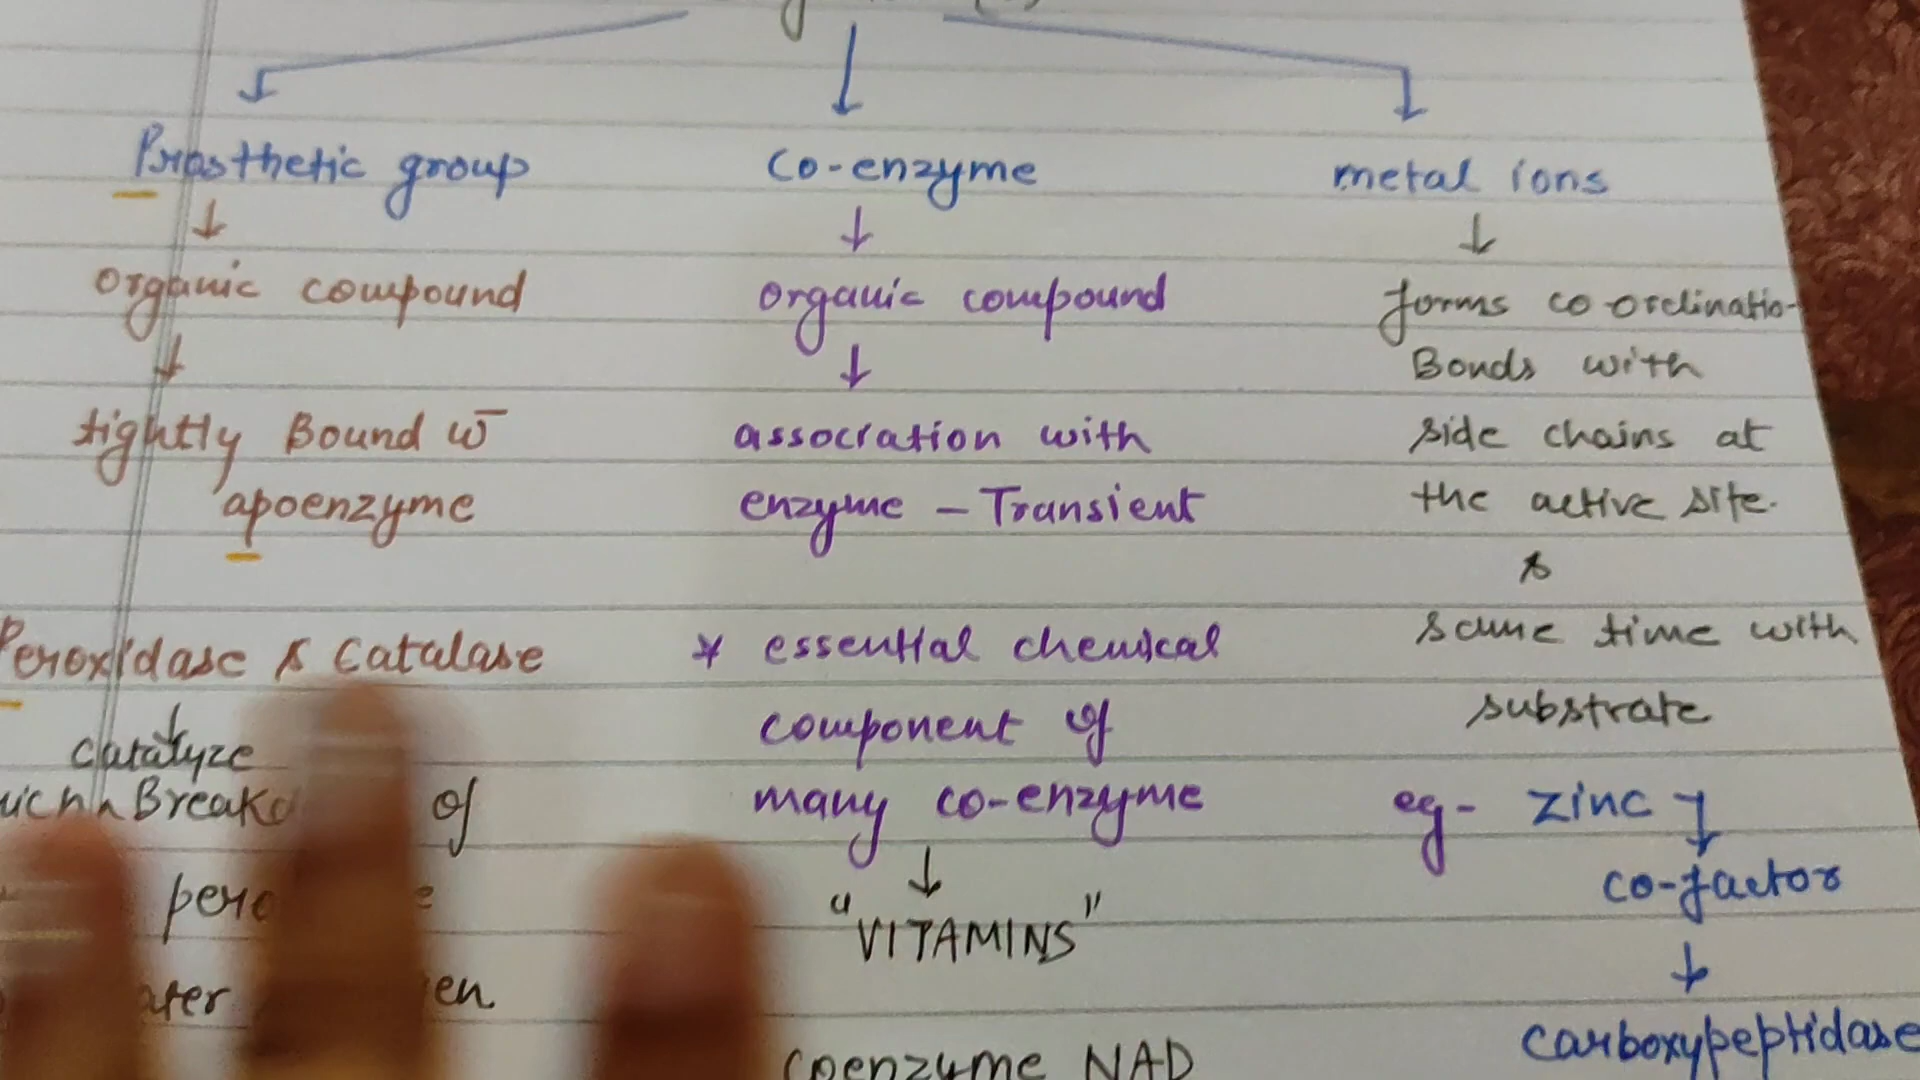 Prosthetic group
organic compound
tightly Bound w̅
apoenzyme
Peroxidase & catalase
catalyze
Breakd of
en
co-enzyme
organic compound
association with
enzyme - Transient
* essential chemical
component of
many co-enzyme
"VITAMINS"
coenzyme NAD
metal ions
forms co-ordinatio-
Bonds with
side chains at
the active site.
&
same time with
substrate
eg- zinc
co-factor
carboxypeptidase